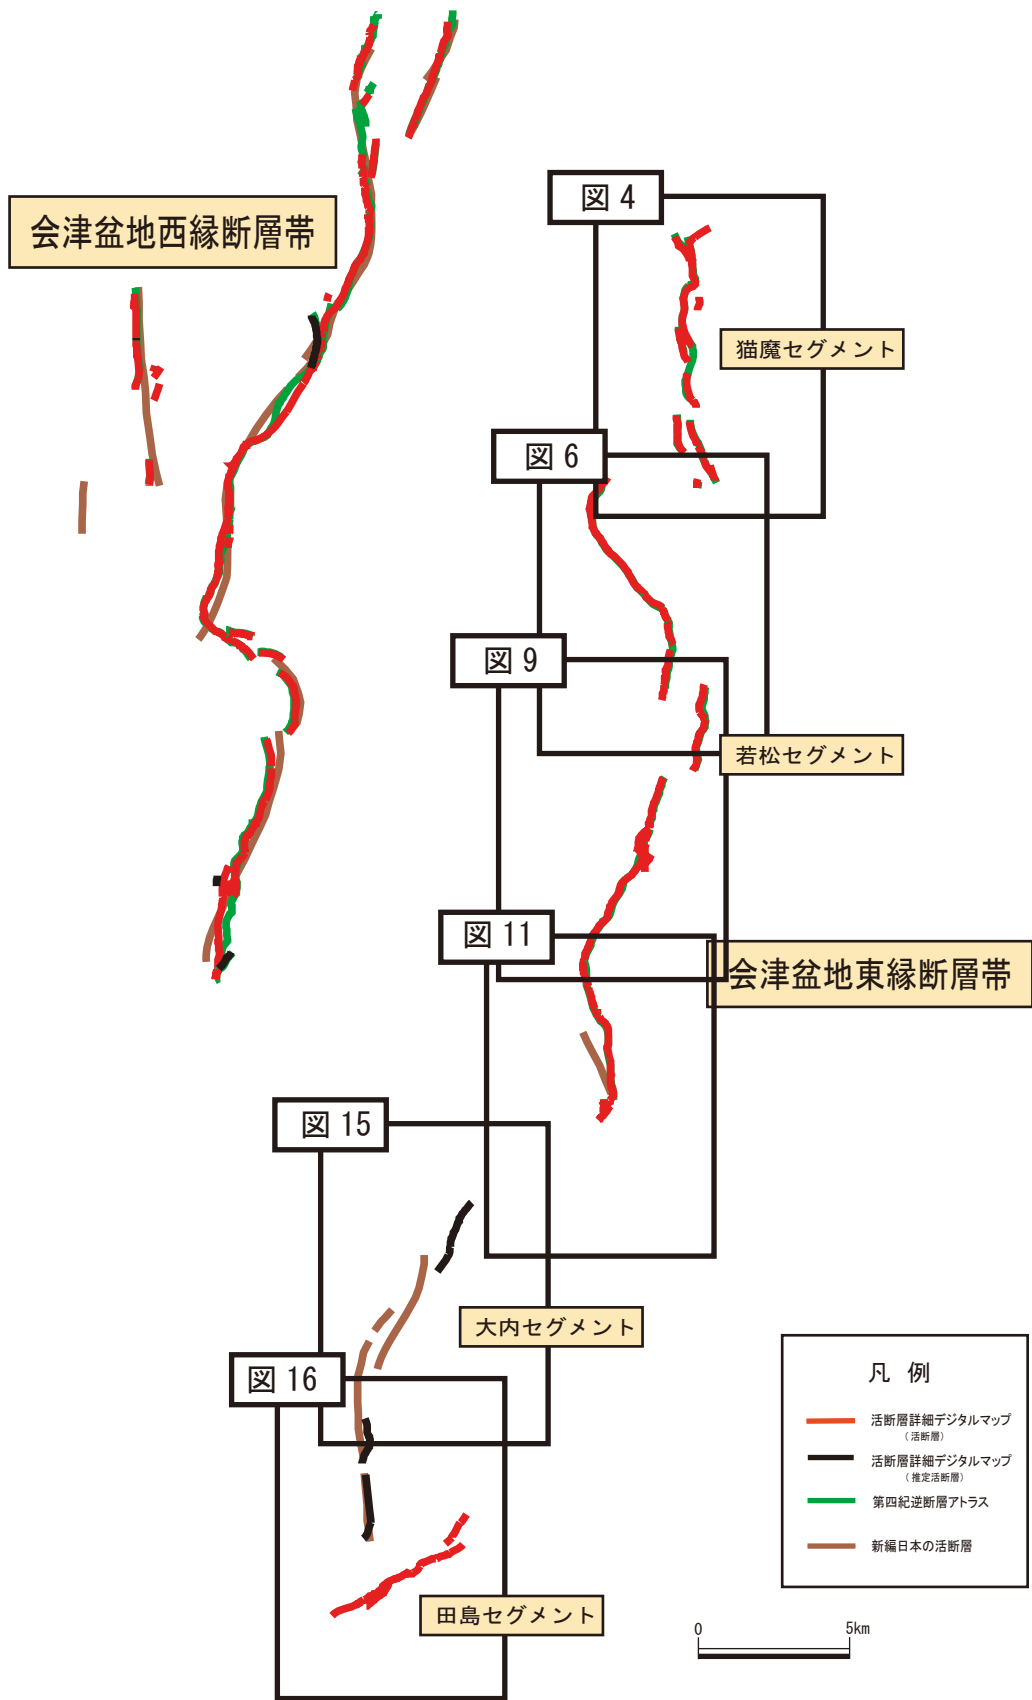 図 4
会津盆地西縁断層帯
猫魔セグメント
図 6
図 9
若松セグメント
図 11
会津盆地東縁断層帯
図 15
大内セグメント
図 16
田島セグメント
凡 例
活断層詳細デジタルマップ
(活断層)
活断層詳細デジタルマップ
(推定活断層)
第四紀逆断層アトラス
新編日本の活断層
0 5km